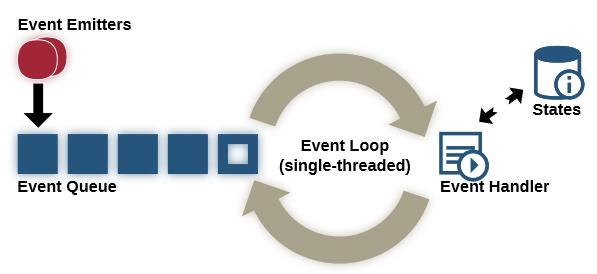 Event Emitters
States
Event Loop
(single-threaded)
Event Queue
Event Handler